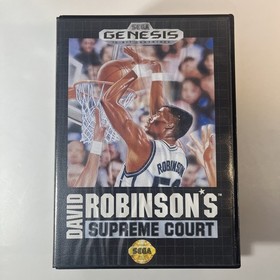 SEGA
GENESIS
ROBINSON
DAVID
ROBINSON'S
SUPREME COURT
SEGA